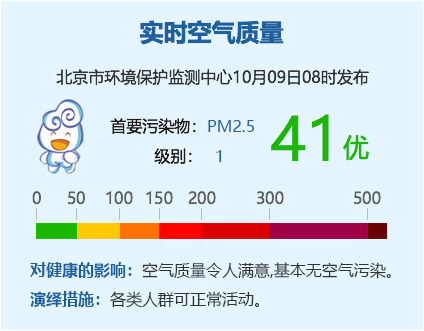 实时空气质量
北京市环境保护监测中心10月09日08时发布
首要污染物：PM2.5
41优
级别： 1
0 50 100 150 200 300 500
对健康的影响：空气质量令人满意,基本无空气污染。
演绎措施：各类人群可正常活动。